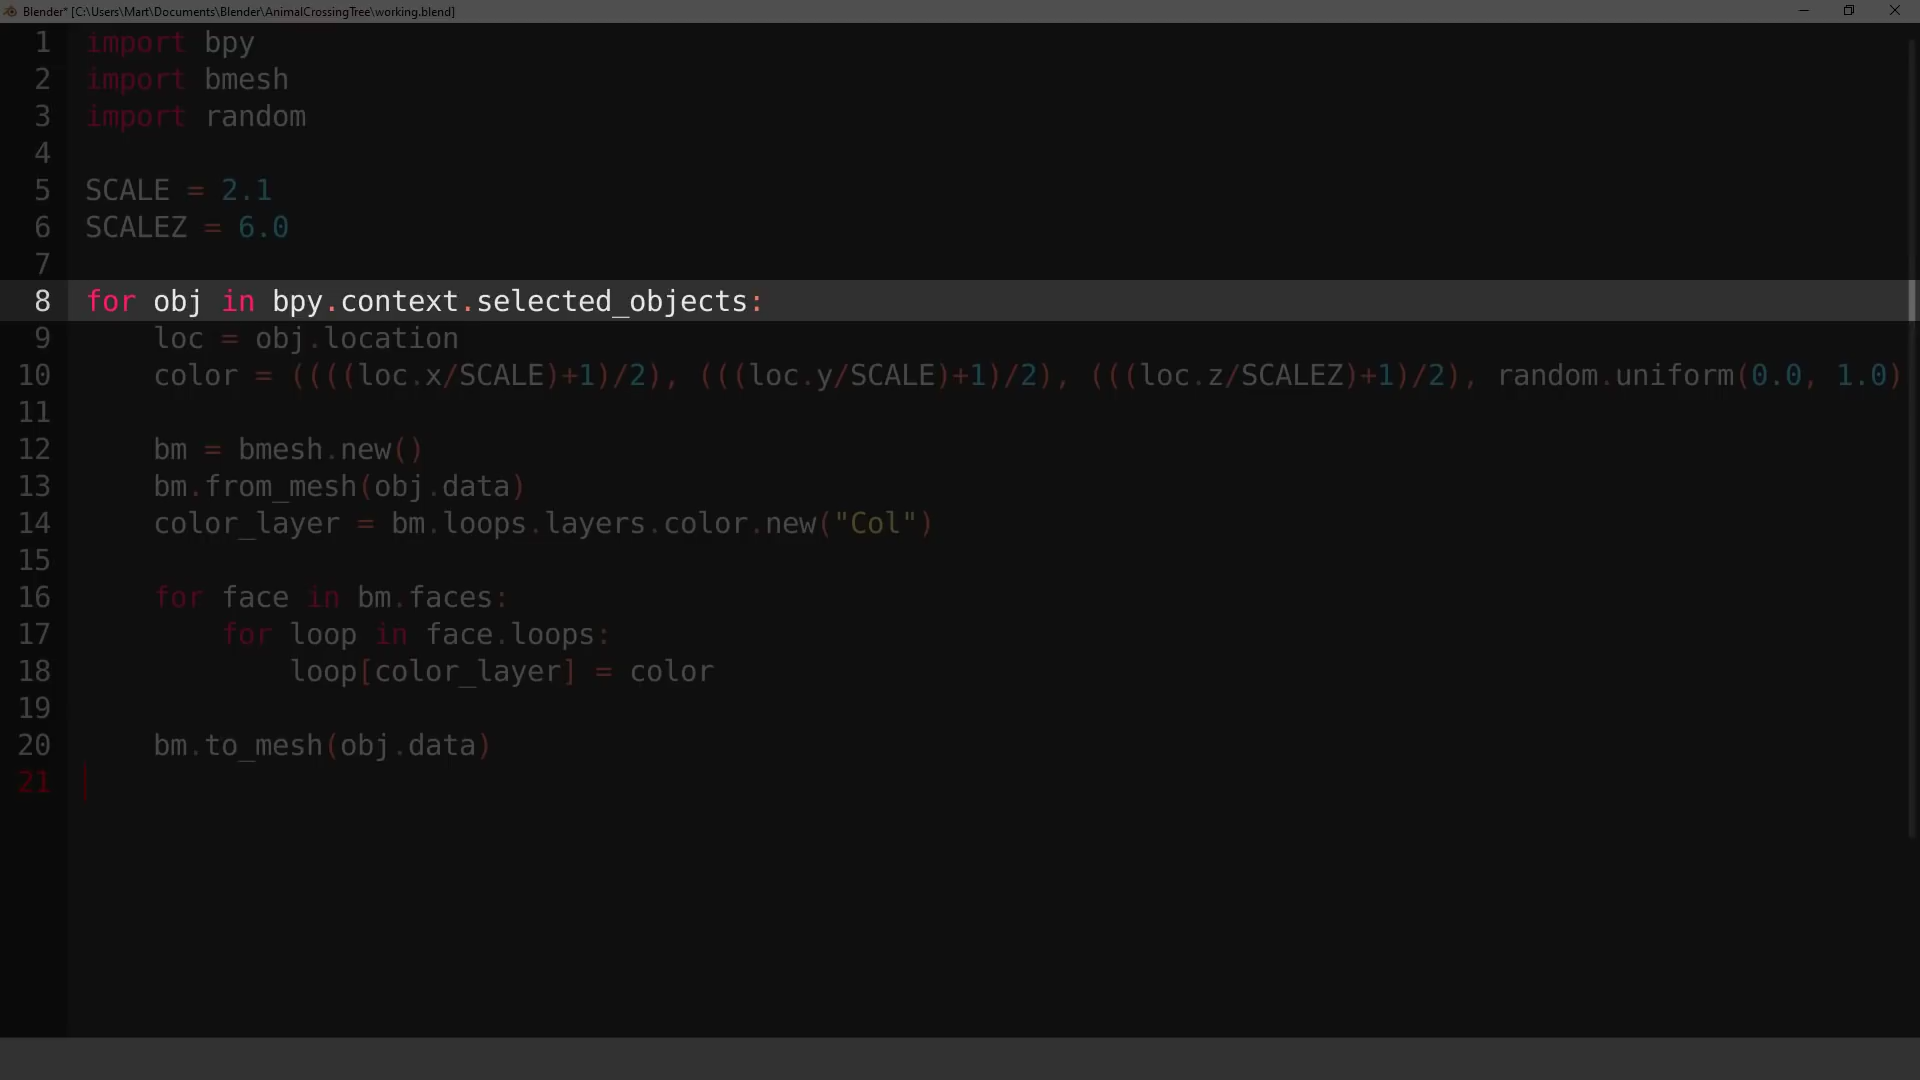 Blender* [C:\Users\Mart\Documents\Blender\AnimalCrossingTree\working.blend]
1 import bpy
2 import bmesh
3 import random
4
5 SCALE = 2.1
6 SCALEZ = 6.0
7
8 for obj in bpy.context.selected_objects:
9     loc = obj.location
10     color = ((((loc.x/SCALE)+1)/2), (((loc.y/SCALE)+1)/2), (((loc.z/SCALEZ)+1)/2), random.uniform(0.0, 1.0)
11
12     bm = bmesh.new()
13     bm.from_mesh(obj.data)
14     color_layer = bm.loops.layers.color.new("Col")
15
16     for face in bm.faces:
17         for loop in face.loops:
18             loop[color_layer] = color
19
20     bm.to_mesh(obj.data)
21